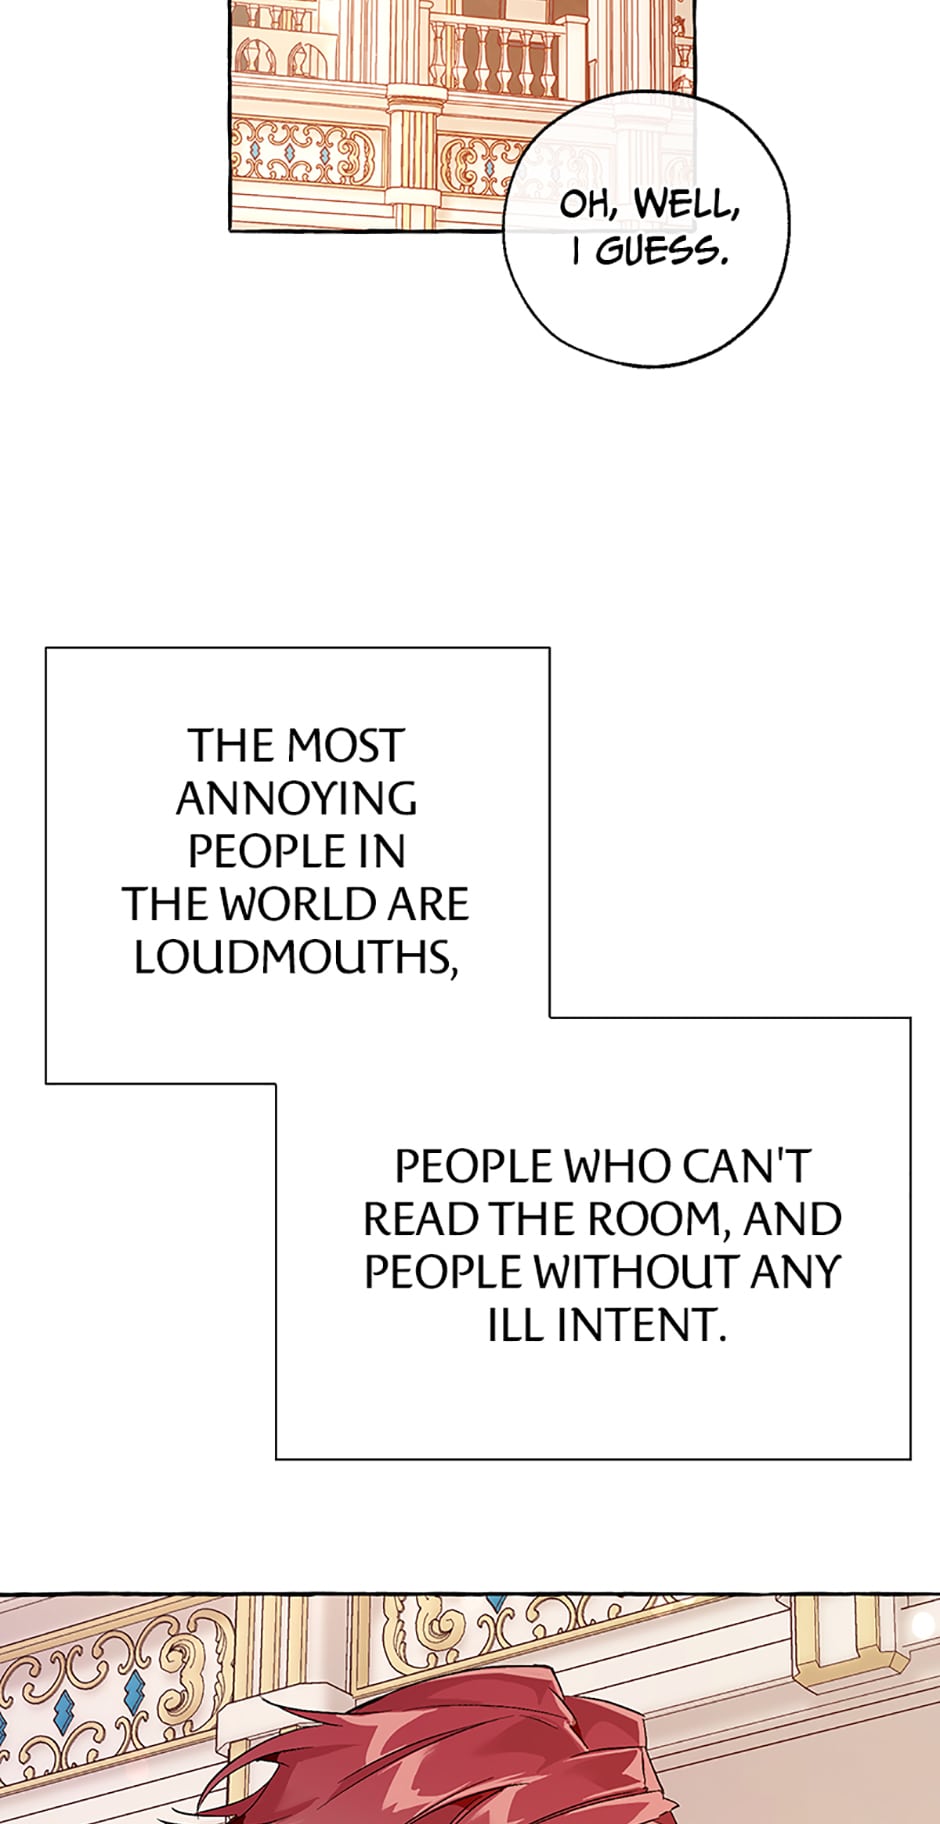 OH, WELL,
I GUESS.
THE MOST
ANNOYING
PEOPLE IN
THE WORLD ARE
LOUDMOUTHS,
PEOPLE WHO CAN'T
READ THE ROOM, AND
PEOPLE WITHOUT ANY
ILL INTENT.